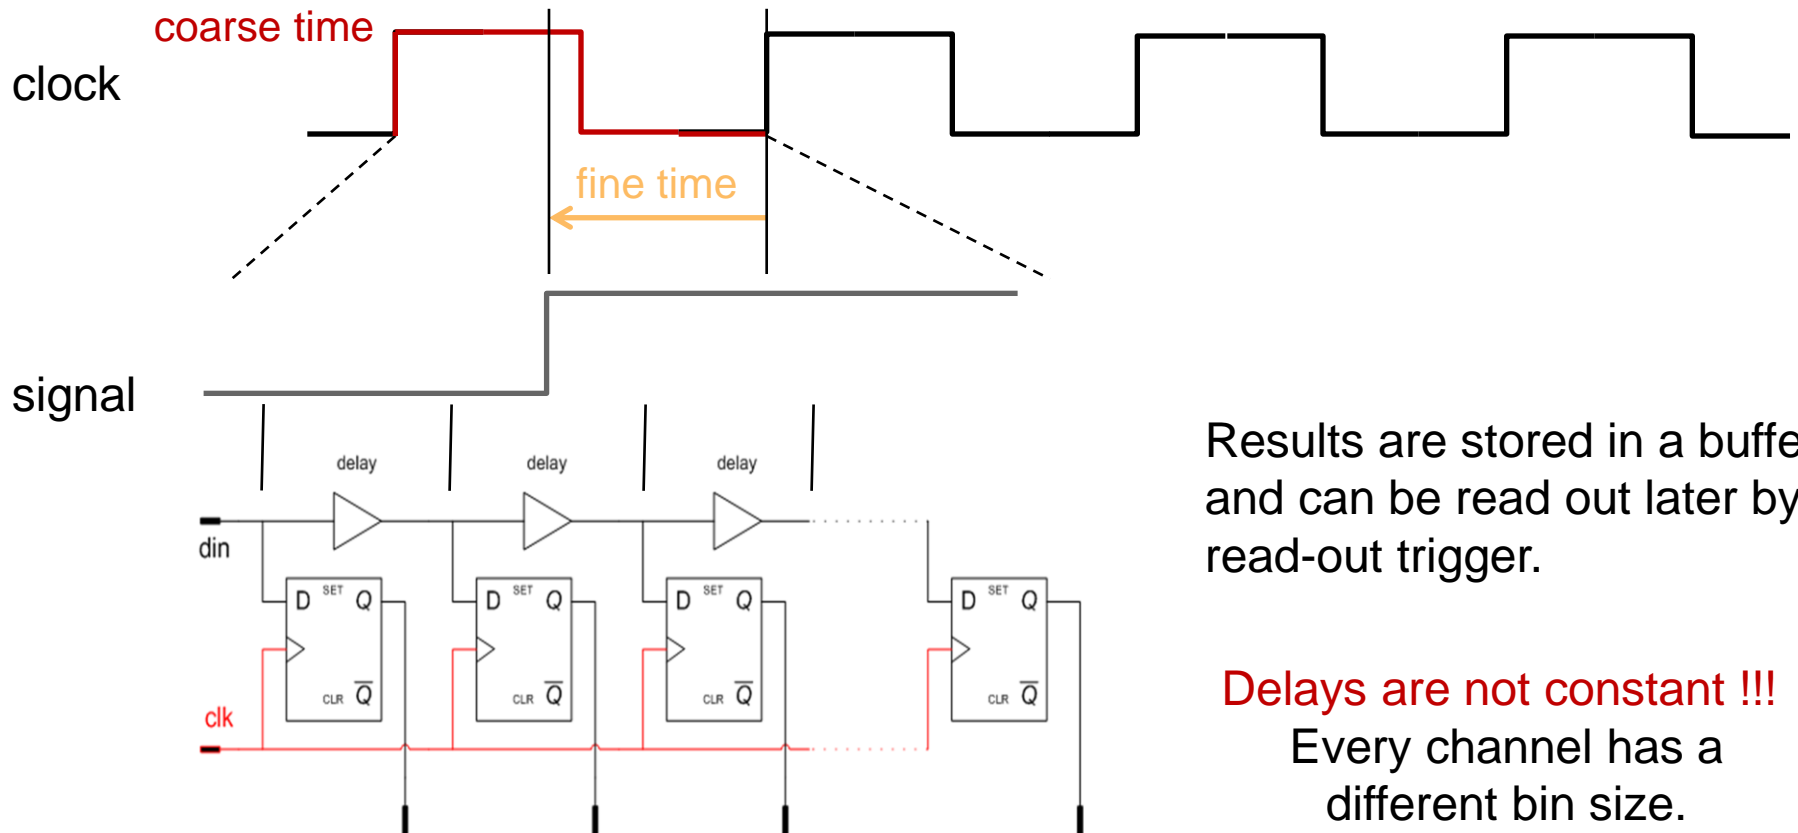 coarse time
clock
fine time
signal
delay
delay
delay
din
D SET Q
D SET Q
D SET Q
D SET Q
CLR Q
CLR Q
CLR Q
CLR Q
clk
Results are stored in a buffe
and can be read out later by
read-out trigger.
Delays are not constant !!!
Every channel has a
different bin size.